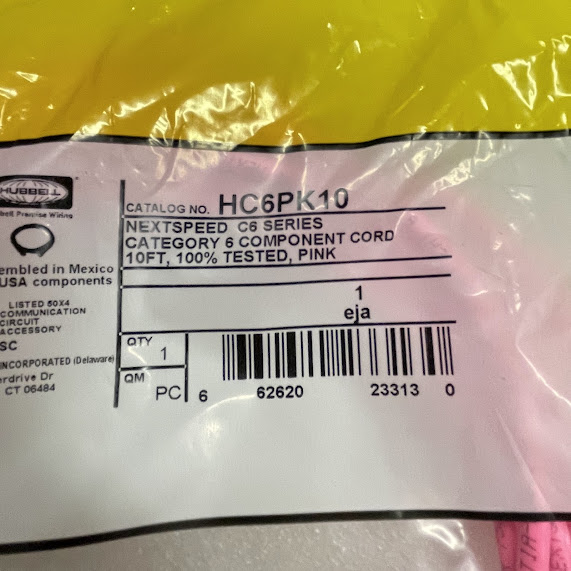 HUBBELL
bell Premise Wiring
embled in Mexico
USA components
LISTED 50X4
COMMUNICATION
CIRCUIT
ACCESSORY
SC
INCORPORATED (Delaware)
erdrive Dr
CT 06484
CATALOG NO. HC6PK10
NEXTSPEED C6 SERIES
CATEGORY 6 COMPONENT CORD
10FT, 100% TESTED, PINK
1
eja
QTY 1
QM PC
6 62620 23313 0